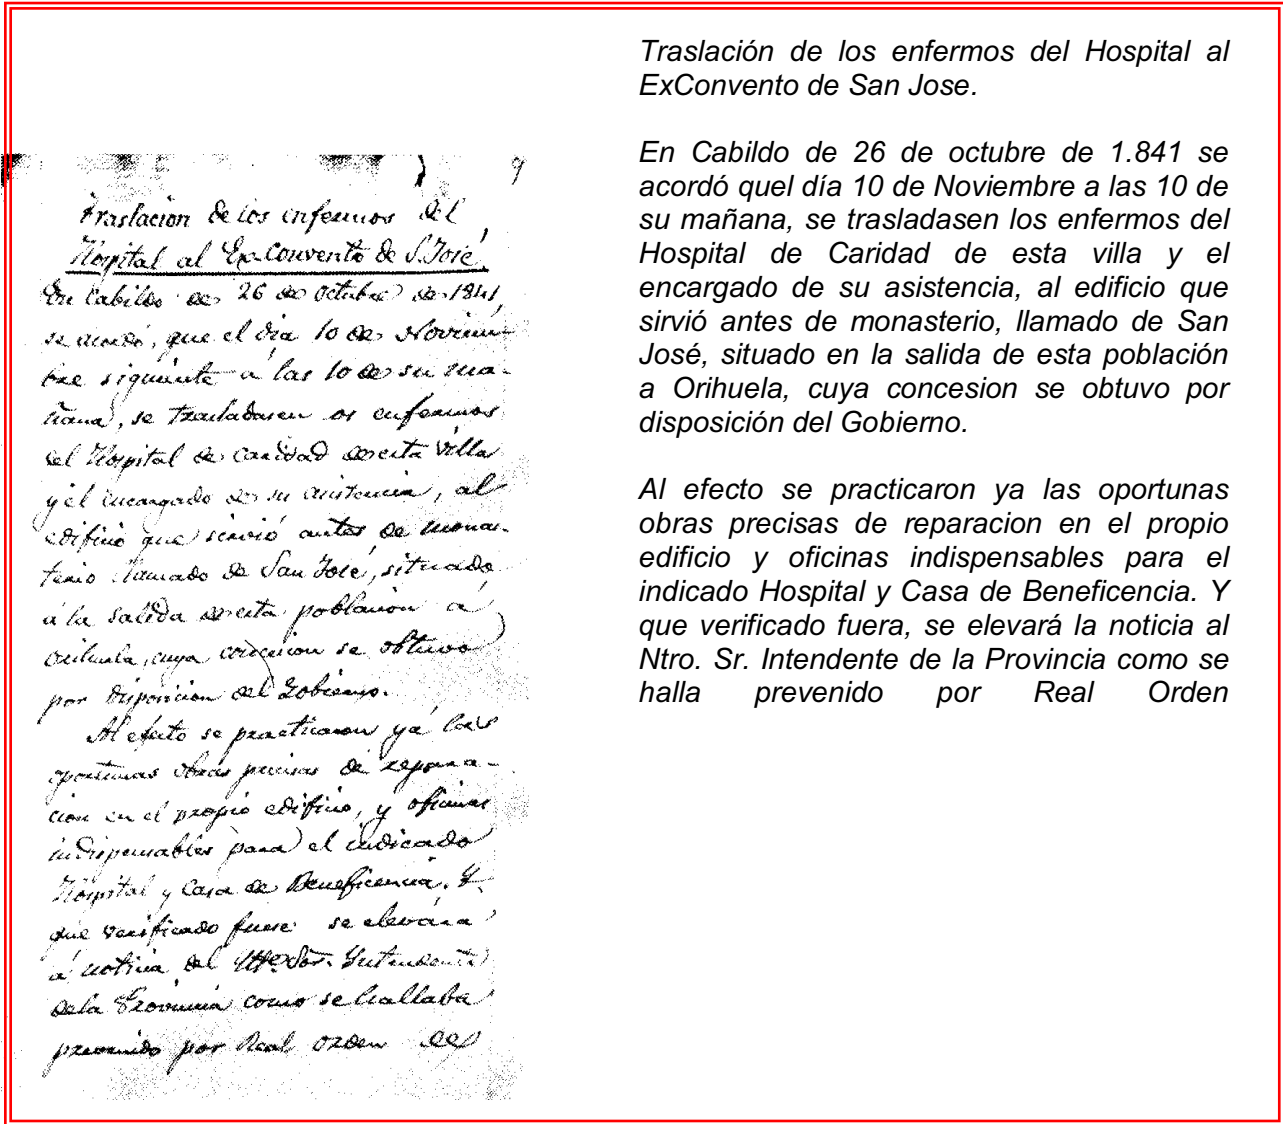 9
Traslacion de los enfermos del
Hospital al Ex-Convento de S. José,
En Cabildo de 26 de Octubre de 1841,
se acordó, que el dia 10 de Noviem-
bre siguiente á las 10 de su ma-
ñana, se trasladasen os enfermos
del Hospital de caridad de esta villa
y el encargado de su asistencia, al
edificio que sirvió antes de monas-
terio llamado de San José, situado
á la salida de esta poblacion á
Orihuela, cuya concesion se obtuvo
por disposicion del Gobierno.
Al efecto se practicaron ya las
oportunas obras precisas de repara-
cion en el propio edificio, y oficinas
indispensables para el indicado
Hospital y Casa de Beneficencia. Y
que verificado fuese se elevára
á noticia del Sor. Intendente
de la Provincia como se hallaba
prevenido por Real orden de
Traslación de los enfermos del Hospital al
ExConvento de San Jose.
En Cabildo de 26 de octubre de 1.841 se
acordó quel día 10 de Noviembre a las 10 de
su mañana, se trasladasen los enfermos del
Hospital de Caridad de esta villa y el
encargado de su asistencia, al edificio que
sirvió antes de monasterio, llamado de San
José, situado en la salida de esta población
a Orihuela, cuya concesion se obtuvo por
disposición del Gobierno.
Al efecto se practicaron ya las oportunas
obras precisas de reparacion en el propio
edificio y oficinas indispensables para el
indicado Hospital y Casa de Beneficencia. Y
que verificado fuera, se elevará la noticia al
Ntro. Sr. Intendente de la Provincia como se
halla prevenido por Real Orden